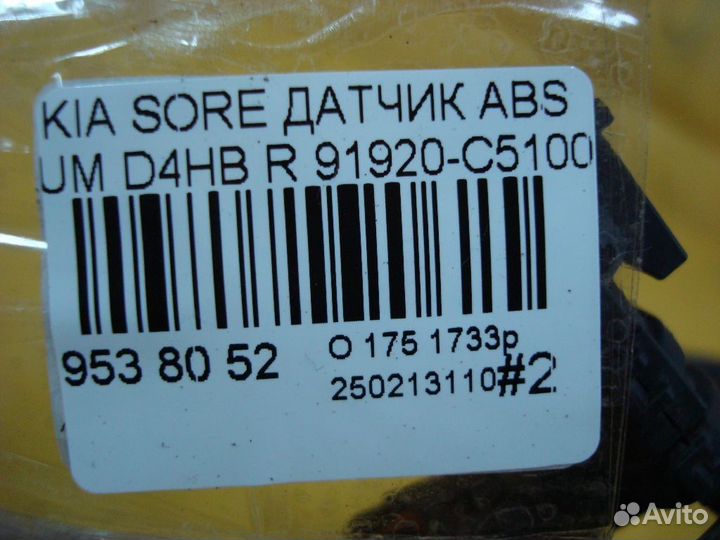 KIA SORE ДАТЧИК ABS
UM D4HB R 91920-C5100
953 80 52
O 175 1733р
250213110#2
Avito